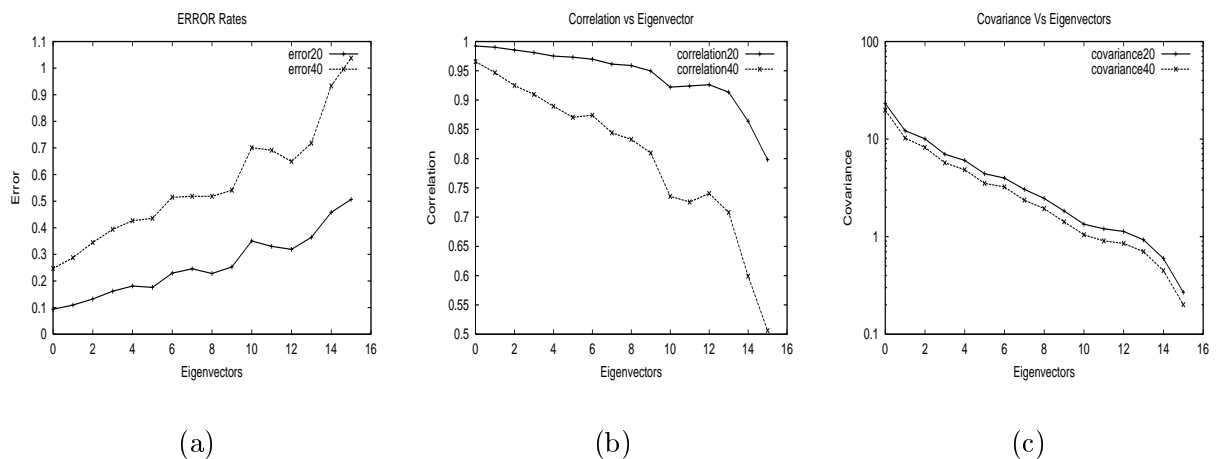 ERROR Rates
error20
error40
1.1
1
0.9
0.8
0.7
0.6
0.5
0.4
0.3
0.2
0.1
0
Error
0 2 4 6 8 10 12 14 16
Eigenvectors
(a)
Correlation vs Eigenvector
correlation20
correlation40
1
0.95
0.9
0.85
0.8
0.75
0.7
0.65
0.6
0.55
0.5
Correlation
0 2 4 6 8 10 12 14 16
Eigenvectors
(b)
Covariance Vs Eigenvectors
covariance20
covariance40
100
10
1
0.1
Covariance
0 2 4 6 8 10 12 14 16
Eigenvectors
(c)